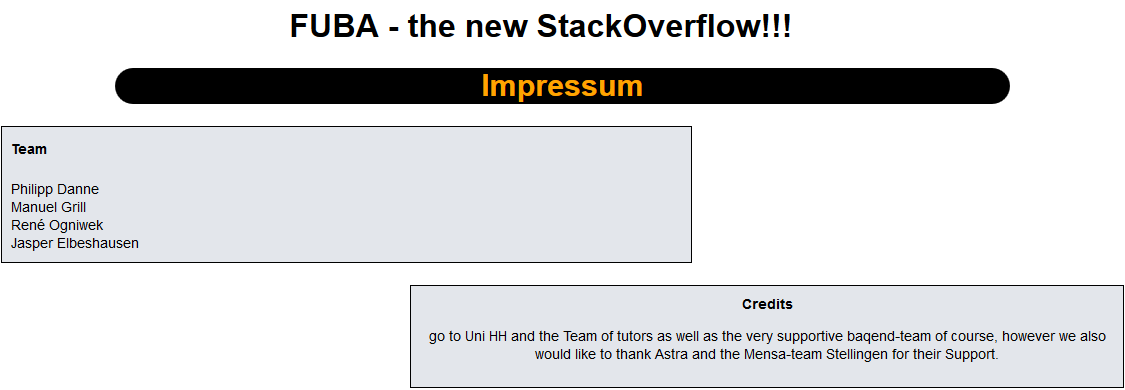 FUBA - the new StackOverflow!!!
Impressum
Team
Philipp Danne
Manuel Grill
René Ogniwek
Jasper Elbeshausen
Credits
go to Uni HH and the Team of tutors as well as the very supportive baqend-team of course, however we also
would like to thank Astra and the Mensa-team Stellingen for their Support.